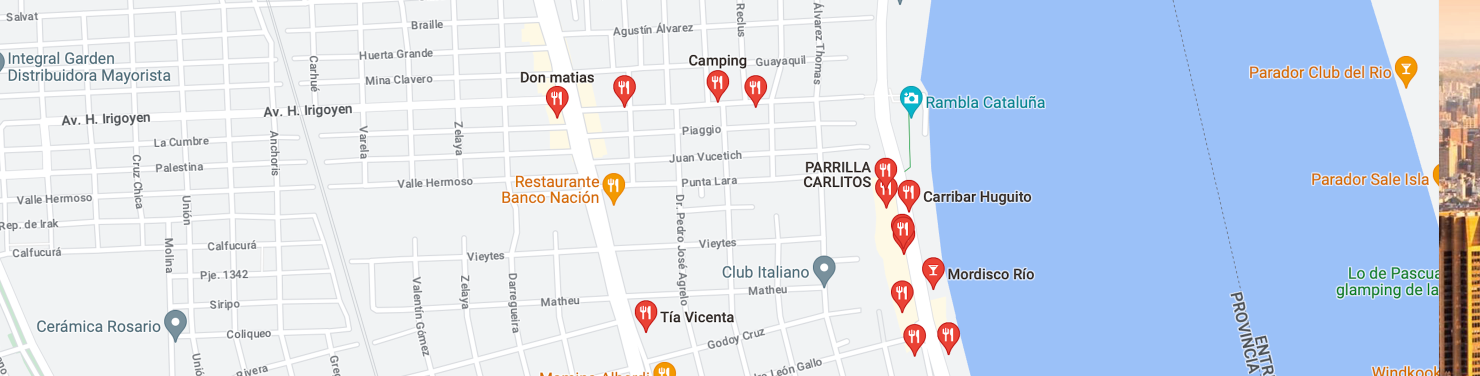 Salvat
Braille
Agustín Álvarez
Reclus
Álvarez Thomas
Integral Garden
Distribuidora Mayorista
Carhué
Huerta Grande
Mina Clavero
Don matias
Camping
Guayaquil
Parador Club del Rio
Rambla Cataluña
Av. H. Irigoyen
Av. H. Irigoyen
La Cumbre
Palestina
Cruz Chica
Anchoris
Varela
Zelaya
Piaggio
Juan Vucetich
Punta Lara
PARRILLA
CARLITOS
Carribar Huguito
Parador Sale Isla
Valle Hermoso
Valle Hermoso
Restaurante
Banco Nación
Unión
Rep. de Irak
Calfucurá
Calfucurá
Molina
Dr. Pedro José Agrelo
Vieytes
Vieytes
Pje. 1342
Siripo
Coliqueo
Cerámica Rosario
Valentín Gómez
Zelaya
Darregueira
Matheu
Matheu
Club Italiano
Mordisco Río
Lo de Pascua
glamping de la
Tía Vicenta
Godoy Cruz
León Gallo
PROVINCIA
ENTR
Unión
Rivera
Windkook